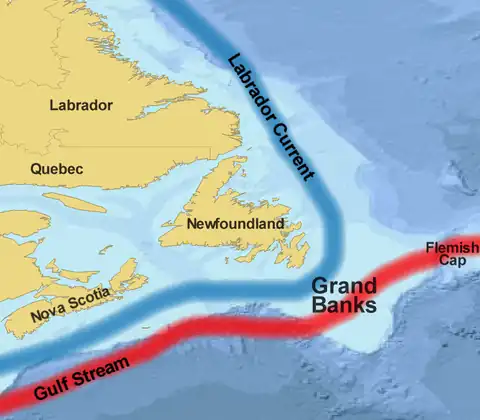 Labrador Current
Labrador
Quebec
Newfoundland
Flemish
Cap
Grand
Banks
Nova Scotia
Gulf Stream